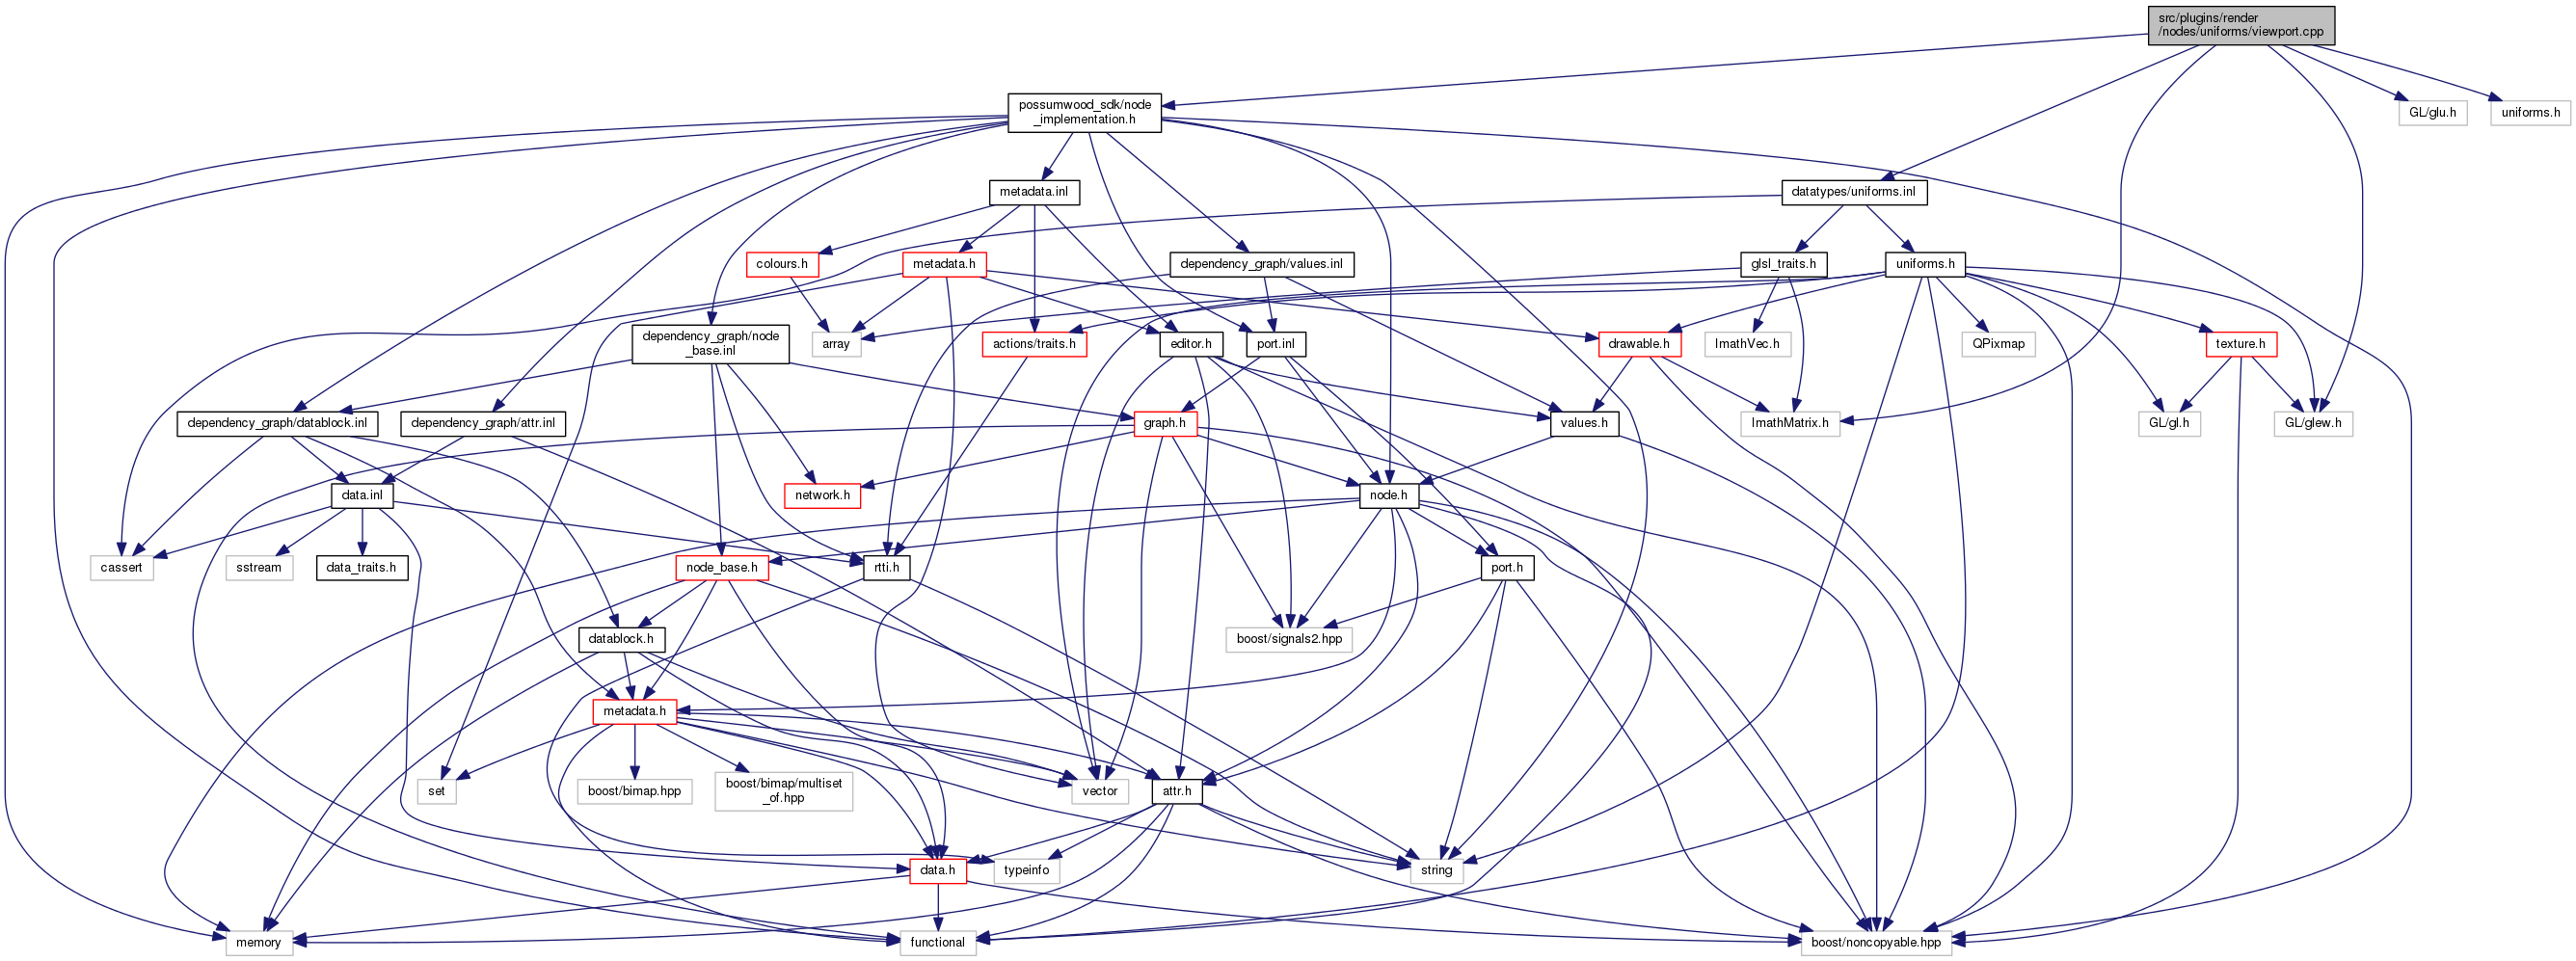 src/plugins/render
/nodes/uniforms/viewport.cpp
possumwood_sdk/node
_implementation.h
GL/glu.h
uniforms.h
metadata.inl
datatypes/uniforms.inl
colours.h
metadata.h
dependency_graph/values.inl
glsl_traits.h
uniforms.h
dependency_graph/node
_base.inl
array
actions/traits.h
editor.h
port.inl
drawable.h
ImathVec.h
QPixmap
texture.h
dependency_graph/datablock.inl
dependency_graph/attr.inl
graph.h
values.h
ImathMatrix.h
GL/gl.h
GL/glew.h
data.inl
network.h
node.h
cassert
sstream
data_traits.h
node_base.h
rtti.h
port.h
datablock.h
boost/signals2.hpp
metadata.h
set
boost/bimap.hpp
boost/bimap/multiset
_of.hpp
vector
attr.h
data.h
typeinfo
string
memory
functional
boost/noncopyable.hpp